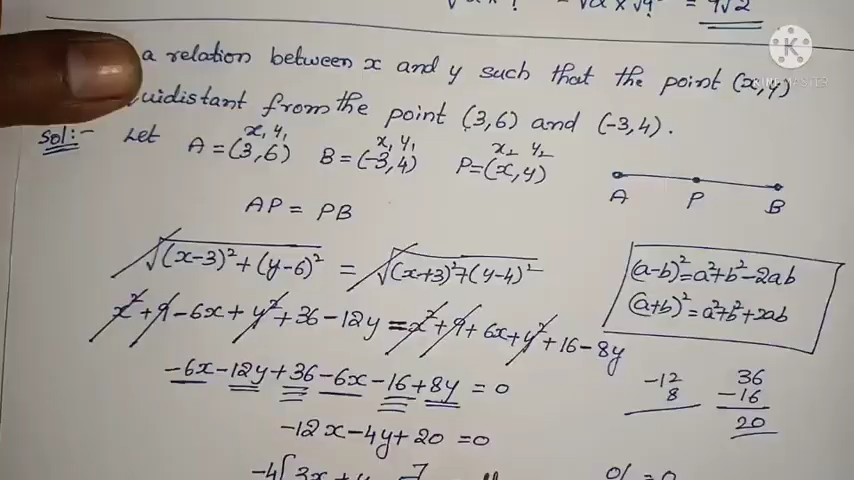 = 9√2
a relation between x and y such that the point (x,y)
uidistant from the point (3,6) and (-3,4).
Sol:- Let A = (3,6) B = (-3,4) P = (x,y)
x₁ y₁ x₁ y₁ x₂ y₂
A P B
AP = PB
√(x-3)²+(y-6)² = √(x+3)²+(y-4)²
(a-b)²=a²+b²-2ab
(a+b)²=a²+b²+2ab
x²+9-6x+y²+36-12y=x²+9+6x+y²+16-8y
-6x-12y+36-6x-16+8y=0
-12 36
8 -16
20
-12x-4y+20=0
KINEMASTER